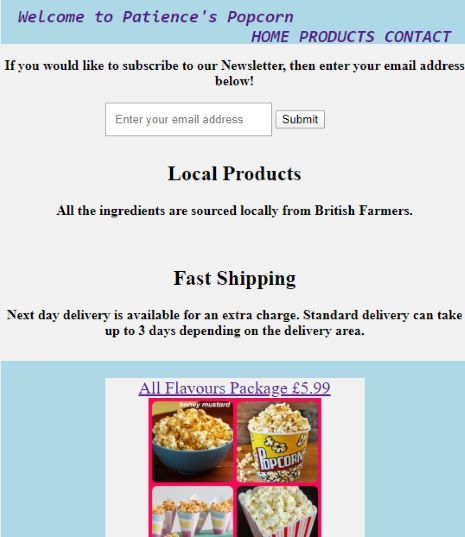 Welcome to Patience's Popcorn
HOME PRODUCTS CONTACT
If you would like to subscribe to our Newsletter, then enter your email address
below!
Enter your email address
Submit
Local Products
All the ingredients are sourced locally from British Farmers.
Fast Shipping
Next day delivery is available for an extra charge. Standard delivery can take
up to 3 days depending on the delivery area.
All Flavours Package £5.99
honey mustard
POPCORN